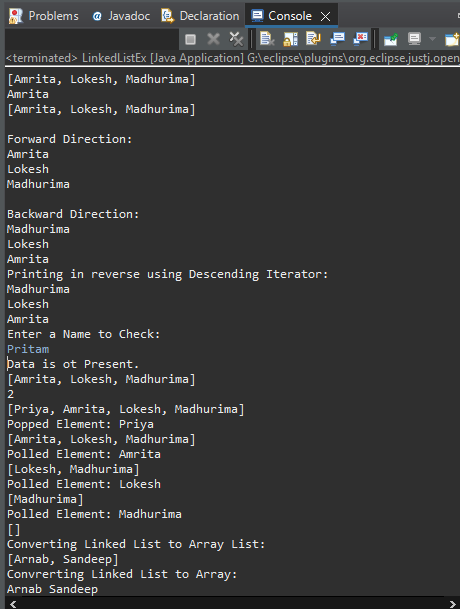 Problems @ Javadoc Declaration Console
<terminated> LinkedListEx [Java Application] G:\eclipse\plugins\org.eclipse.justj.open
[Amrita, Lokesh, Madhurima]
Amrita
[Amrita, Lokesh, Madhurima]
Forward Direction:
Amrita
Lokesh
Madhurima
Backward Direction:
Madhurima
Lokesh
Amrita
Printing in reverse using Descending Iterator:
Madhurima
Lokesh
Amrita
Enter a Name to Check:
Pritam
Data is ot Present.
[Amrita, Lokesh, Madhurima]
2
[Priya, Amrita, Lokesh, Madhurima]
Popped Element: Priya
[Amrita, Lokesh, Madhurima]
Polled Element: Amrita
[Lokesh, Madhurima]
Polled Element: Lokesh
[Madhurima]
Polled Element: Madhurima
[]
Converting Linked List to Array List:
[Arnab, Sandeep]
Convrerting Linked List to Array:
Arnab Sandeep